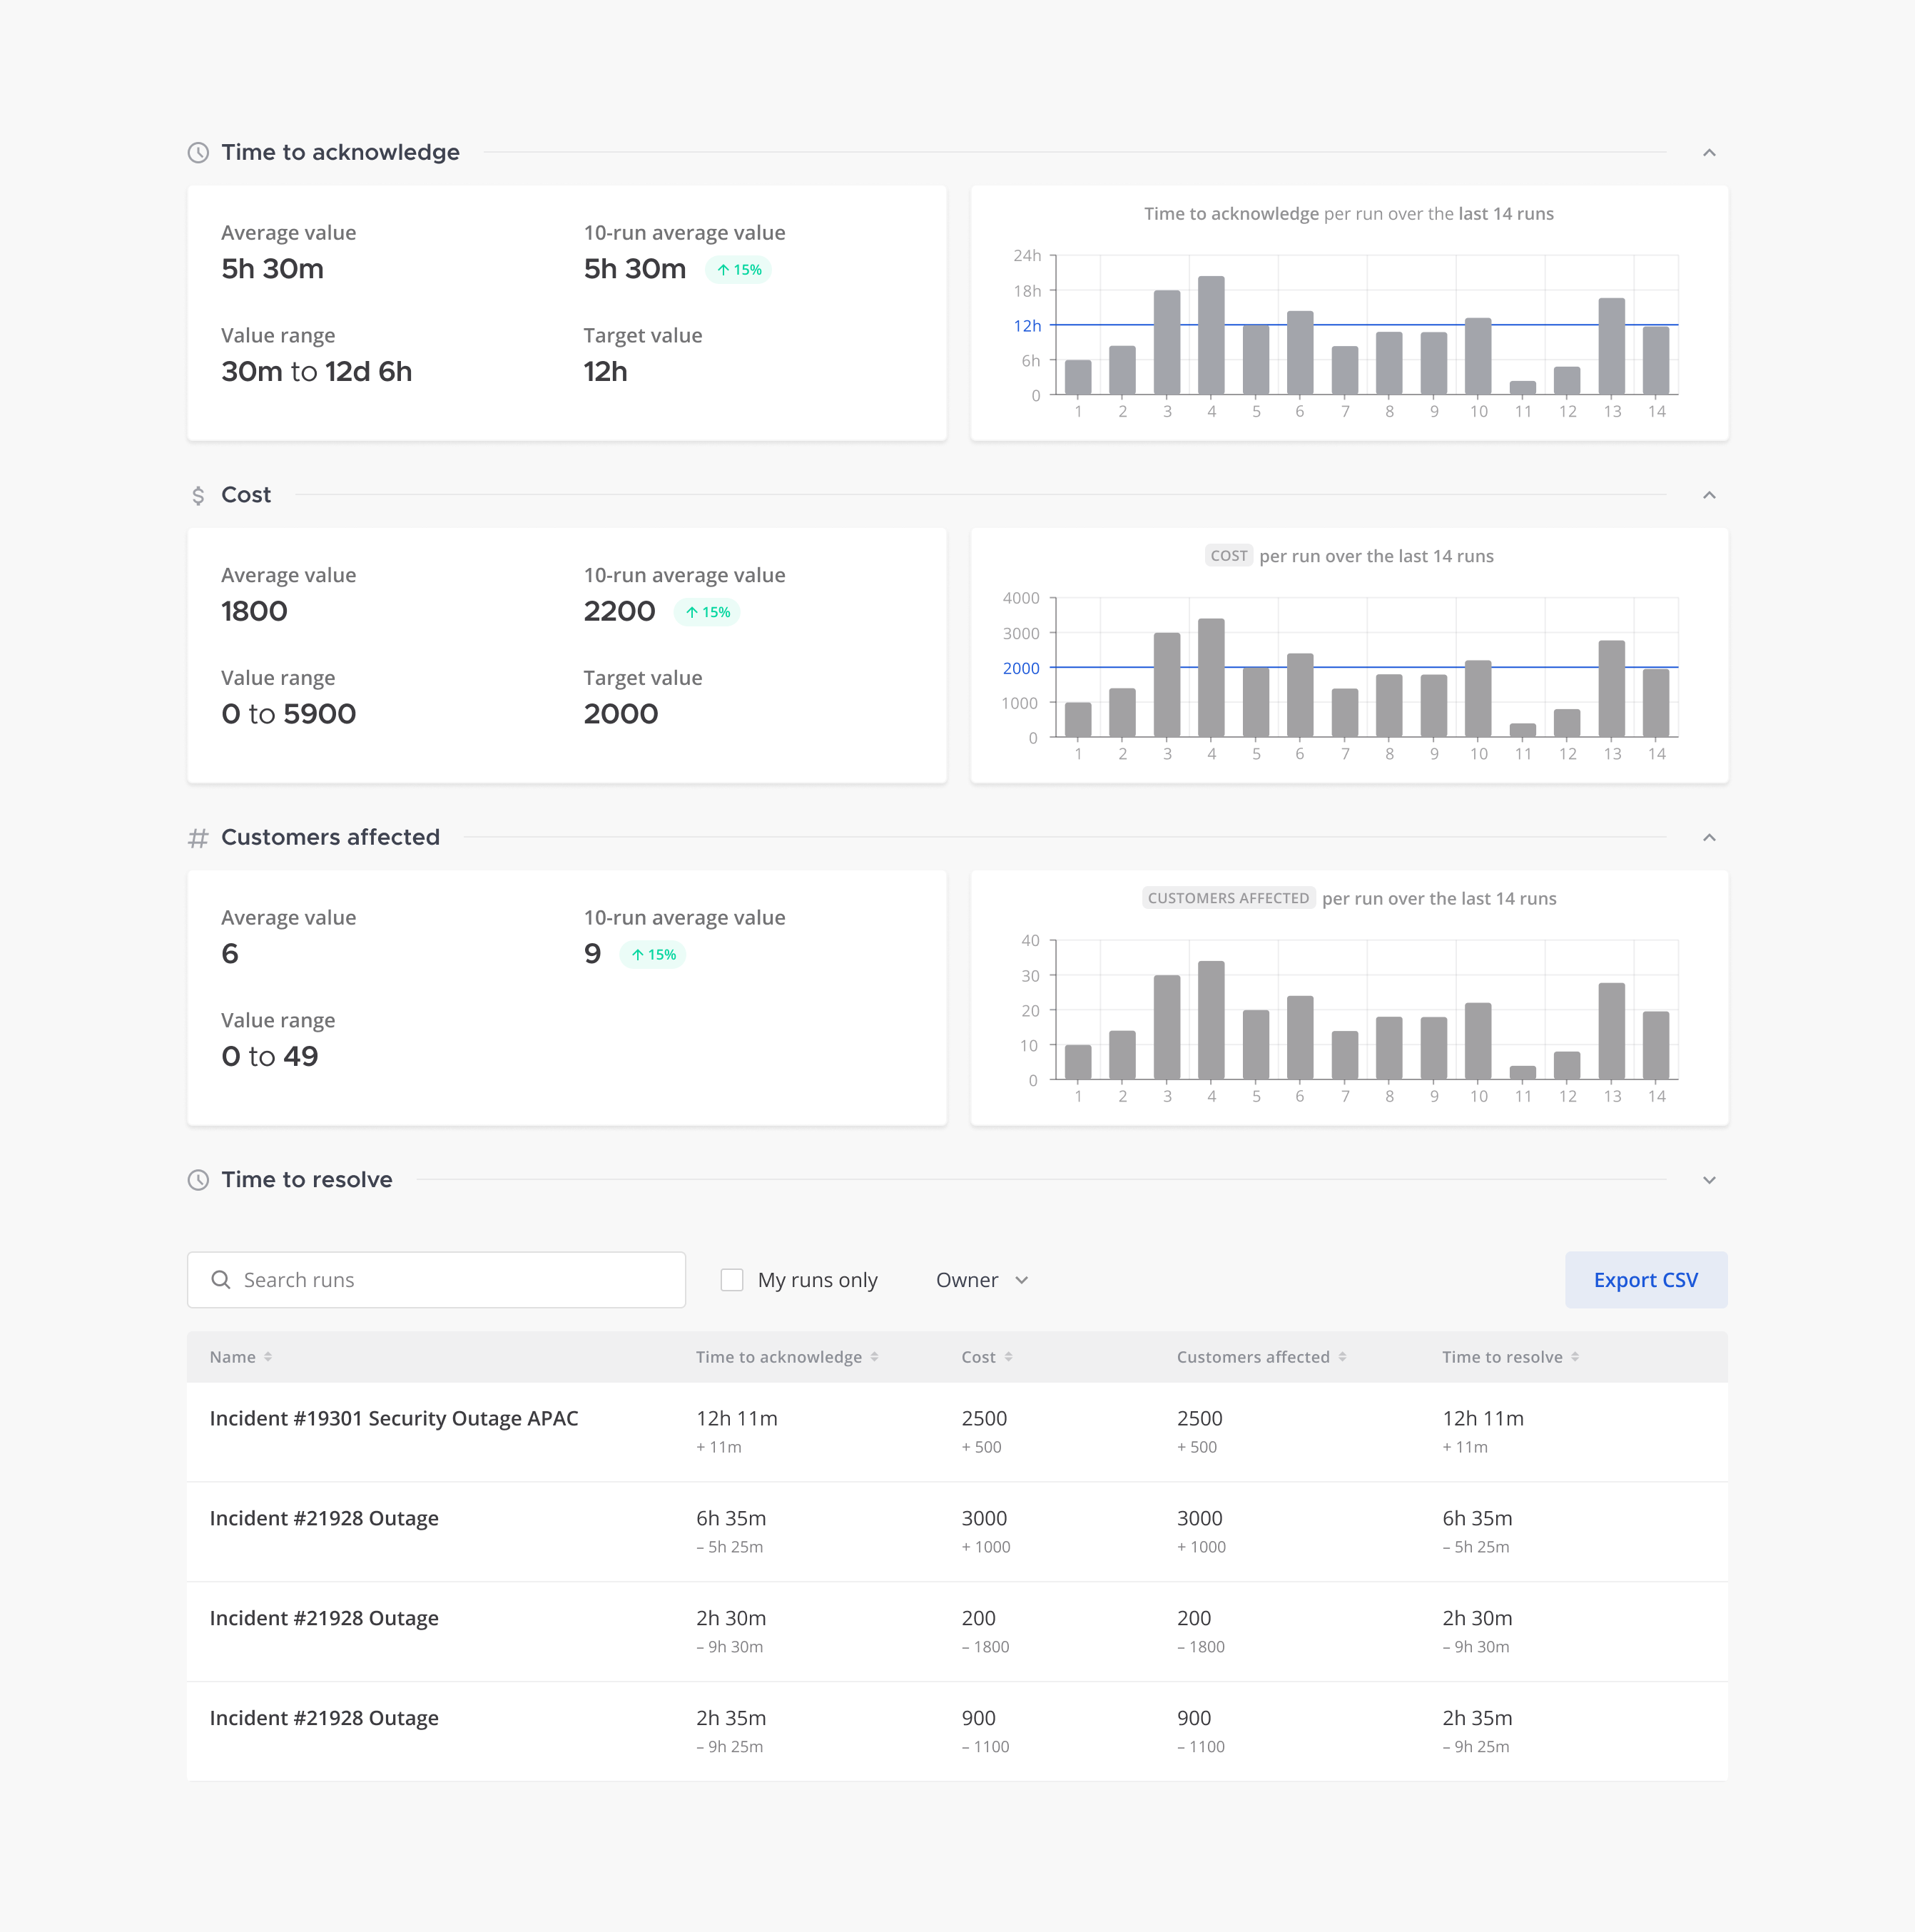 Time to acknowledge
Average value
10-run average value
5h 30m
5h 30m ↑ 15%
Value range
Target value
30m to 12d 6h
12h
Time to acknowledge per run over the last 14 runs
24h
18h
12h
6h
0
1 2 3 4 5 6 7 8 9 10 11 12 13 14
$ Cost
Average value
10-run average value
1800
2200 ↑ 15%
Value range
Target value
0 to 5900
2000
COST per run over the last 14 runs
4000
3000
2000
1000
0
1 2 3 4 5 6 7 8 9 10 11 12 13 14
# Customers affected
Average value
10-run average value
6
9 ↑ 15%
Value range
0 to 49
CUSTOMERS AFFECTED per run over the last 14 runs
40
30
20
10
0
1 2 3 4 5 6 7 8 9 10 11 12 13 14
Time to resolve
Search runs
My runs only
Owner
Export CSV
Name Time to acknowledge Cost Customers affected Time to resolve
Incident #19301 Security Outage APAC 12h 11m 2500 2500 12h 11m
+ 11m + 500 + 500 + 11m
Incident #21928 Outage 6h 35m 3000 3000 6h 35m
– 5h 25m + 1000 + 1000 – 5h 25m
Incident #21928 Outage 2h 30m 200 200 2h 30m
– 9h 30m – 1800 – 1800 – 9h 30m
Incident #21928 Outage 2h 35m 900 900 2h 35m
– 9h 25m – 1100 – 1100 – 9h 25m